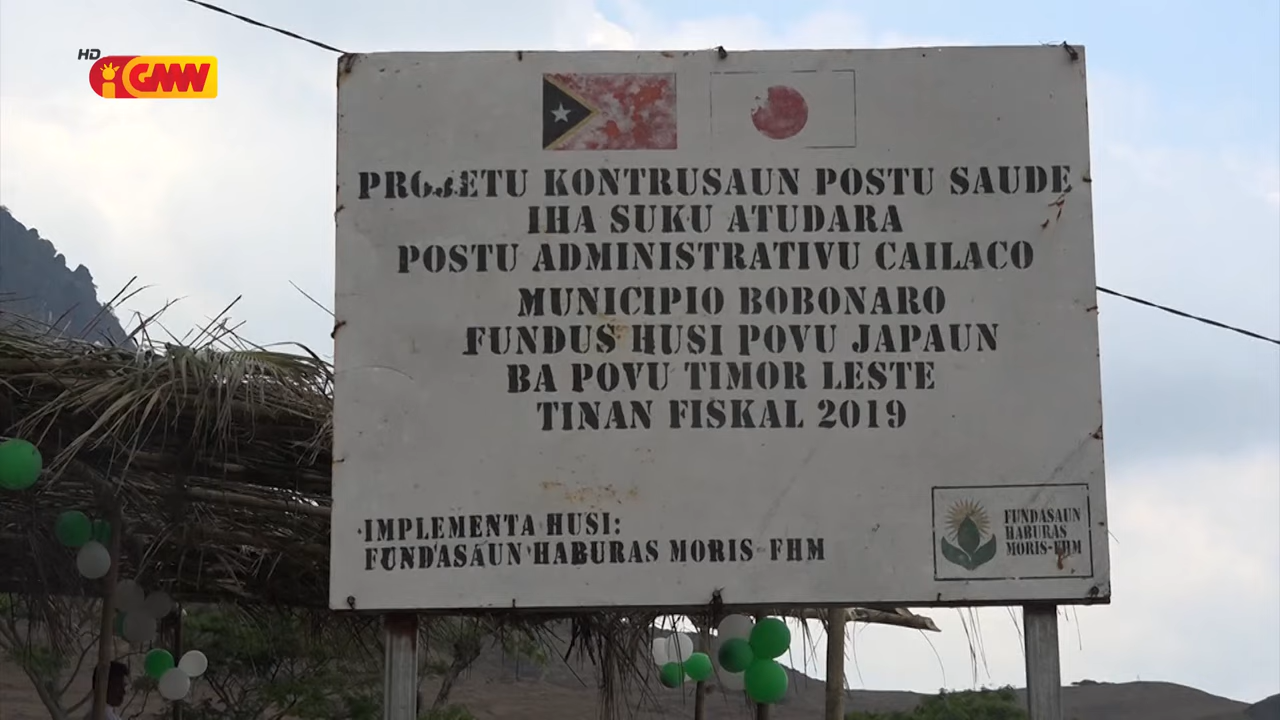 HD
GMN
PROJETU KONTRUSAUN POSTU SAUDE
IHA SUKU ATUDARA
POSTU ADMINISTRATIVU CAILACO
MUNICIPIO BOBONARO
FUNDUS HUSI POVU JAPAUN
BA POVU TIMOR LESTE
TINAN FISKAL 2019
IMPLEMENTA HUSI:
FUNDASAUN HABURAS MORIS-FHM
FUNDASAUN
HABURAS
MORIS-FHM